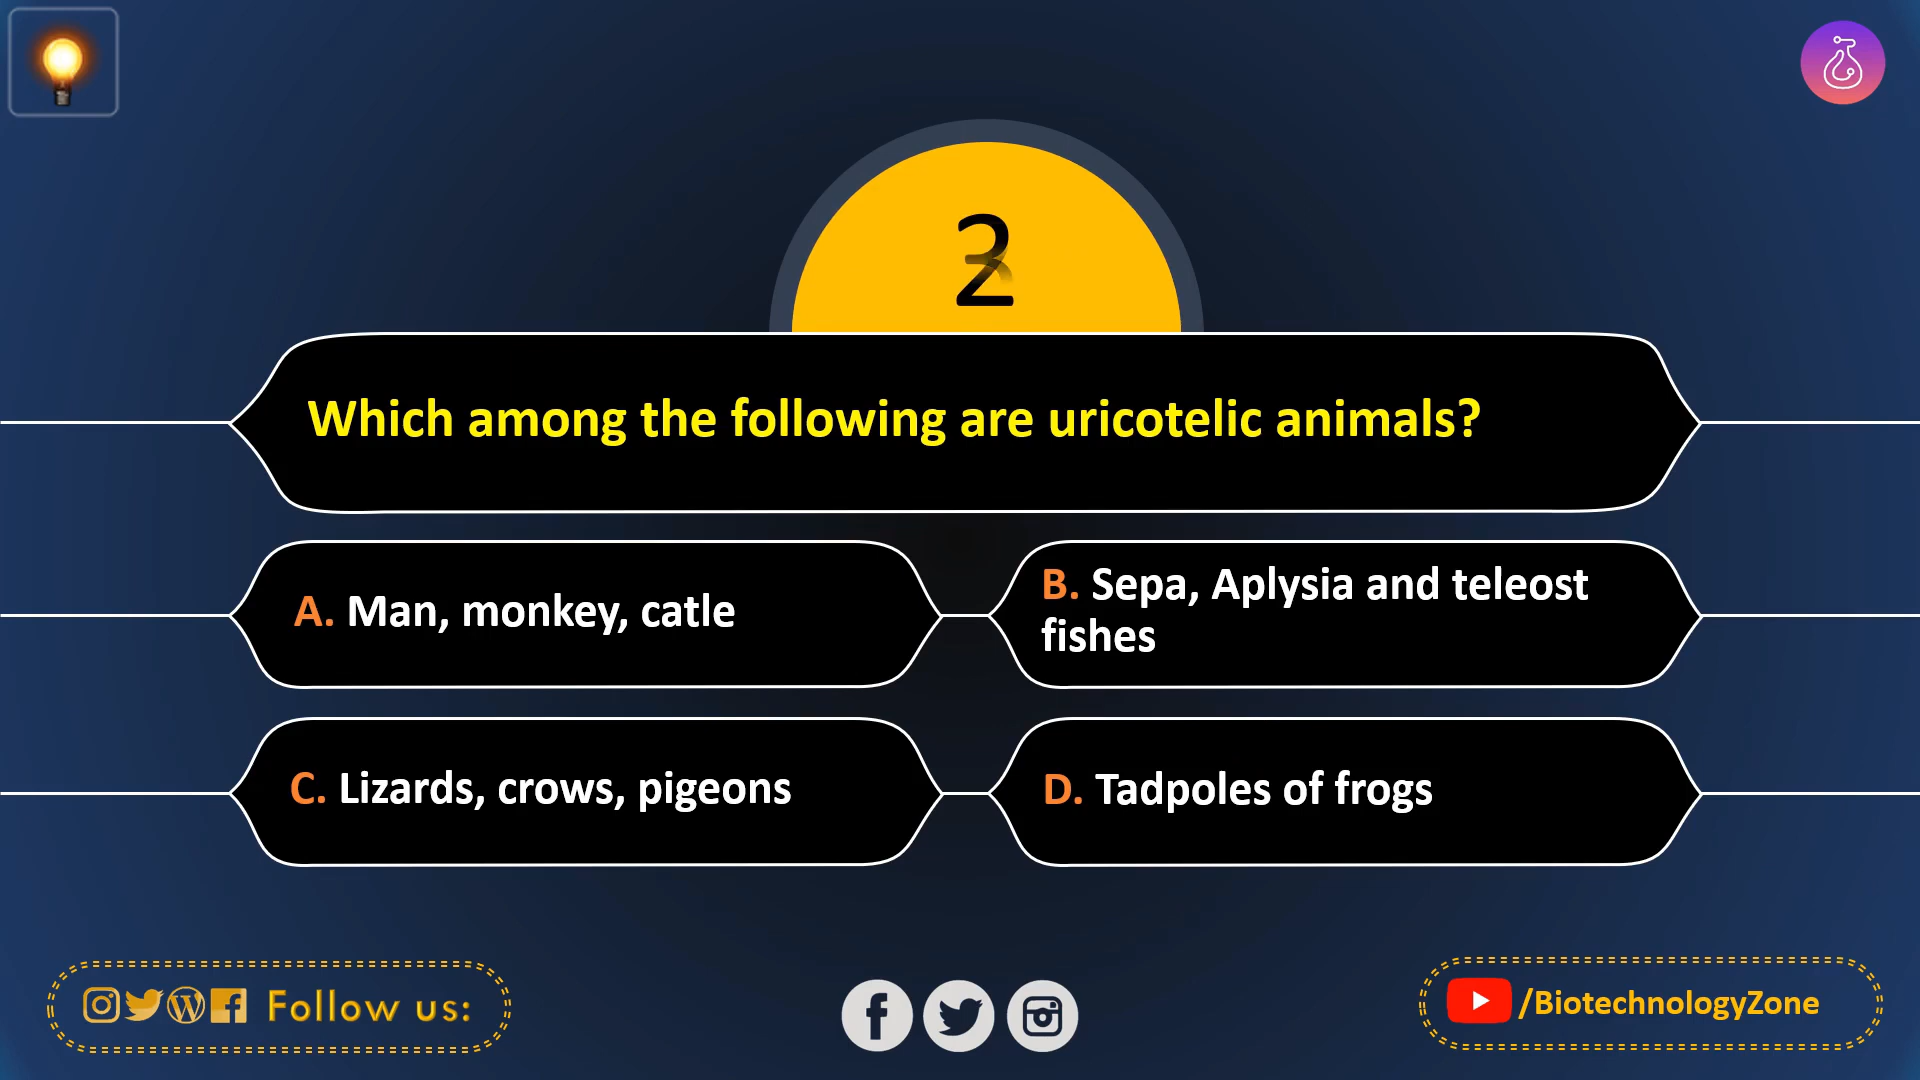 2
Which among the following are uricotelic animals?
A. Man, monkey, catle
B. Sepa, Aplysia and teleost
fishes
C. Lizards, crows, pigeons
D. Tadpoles of frogs
Follow us:
/BiotechnologyZone